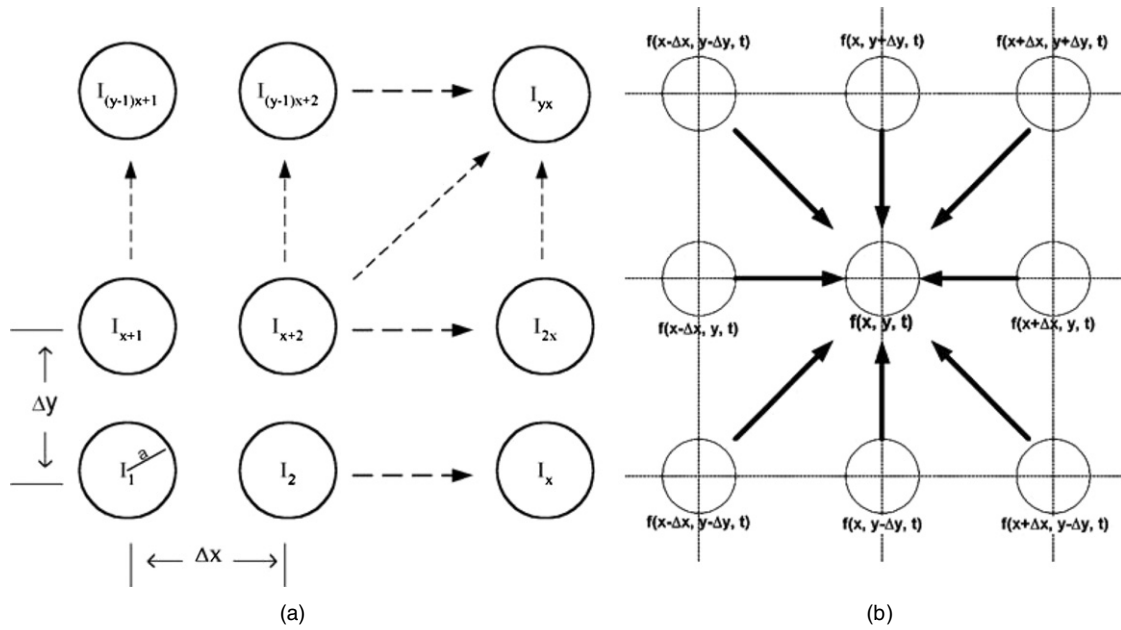 I(y-1)x+1
I(y-1)x+2
Iyx
Ix+1
Ix+2
I2x
Δy
a
I1
I2
Ix
Δx
(a)
f(x-Δx, y-Δy, t)
f(x, y+Δy, t)
f(x+Δx, y+Δy, t)
f(x-Δx, y, t)
f(x, y, t)
f(x+Δx, y, t)
f(x-Δx, y-Δy, t)
f(x, y-Δy, t)
f(x+Δx, y-Δy, t)
(b)